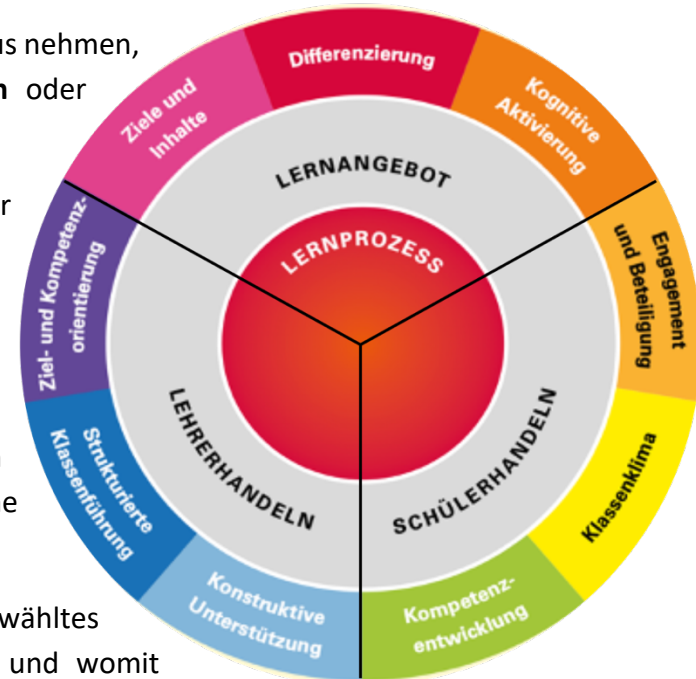 us nehmen,
oder
r
ne
wähltes
und womit
Differenzierung
Kognitive
Aktivierung
Engagement
und Beteiligung
Klassenklima
Kompetenz-
entwicklung
Konstruktive
Unterstützung
Strukturierte
Klassenführung
Ziel- und Kompetenz-
orientierung
Ziele und
Inhalte
LERNANGEBOT
LERNPROZESS
LEHRERHANDELN
SCHÜLERHANDELN